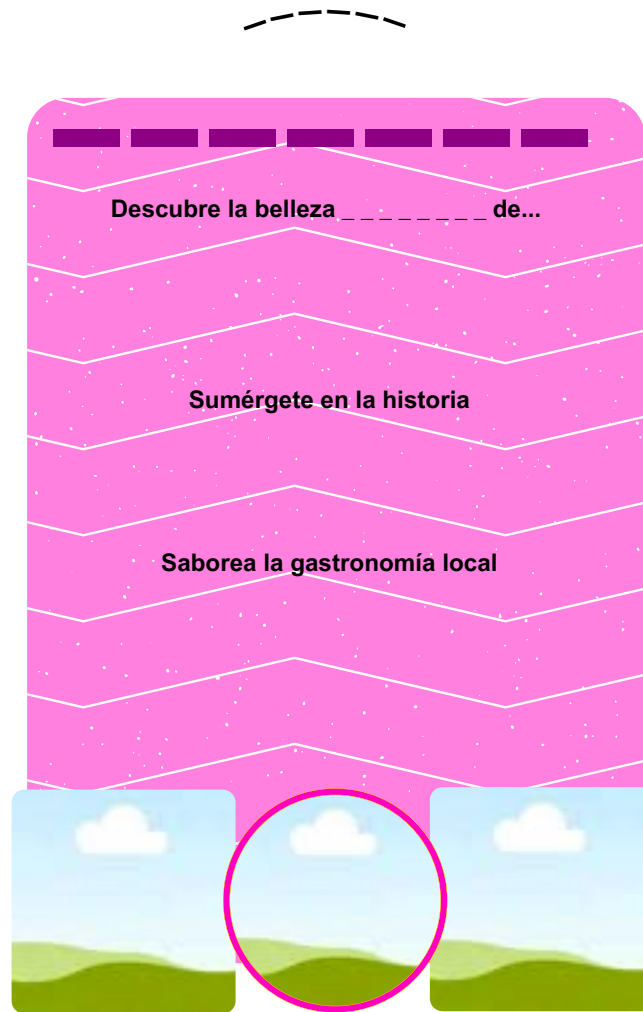 Descubre la belleza _ _ _ _ _ _ _ _ de...
Sumérgete en la historia
Saborea la gastronomía local